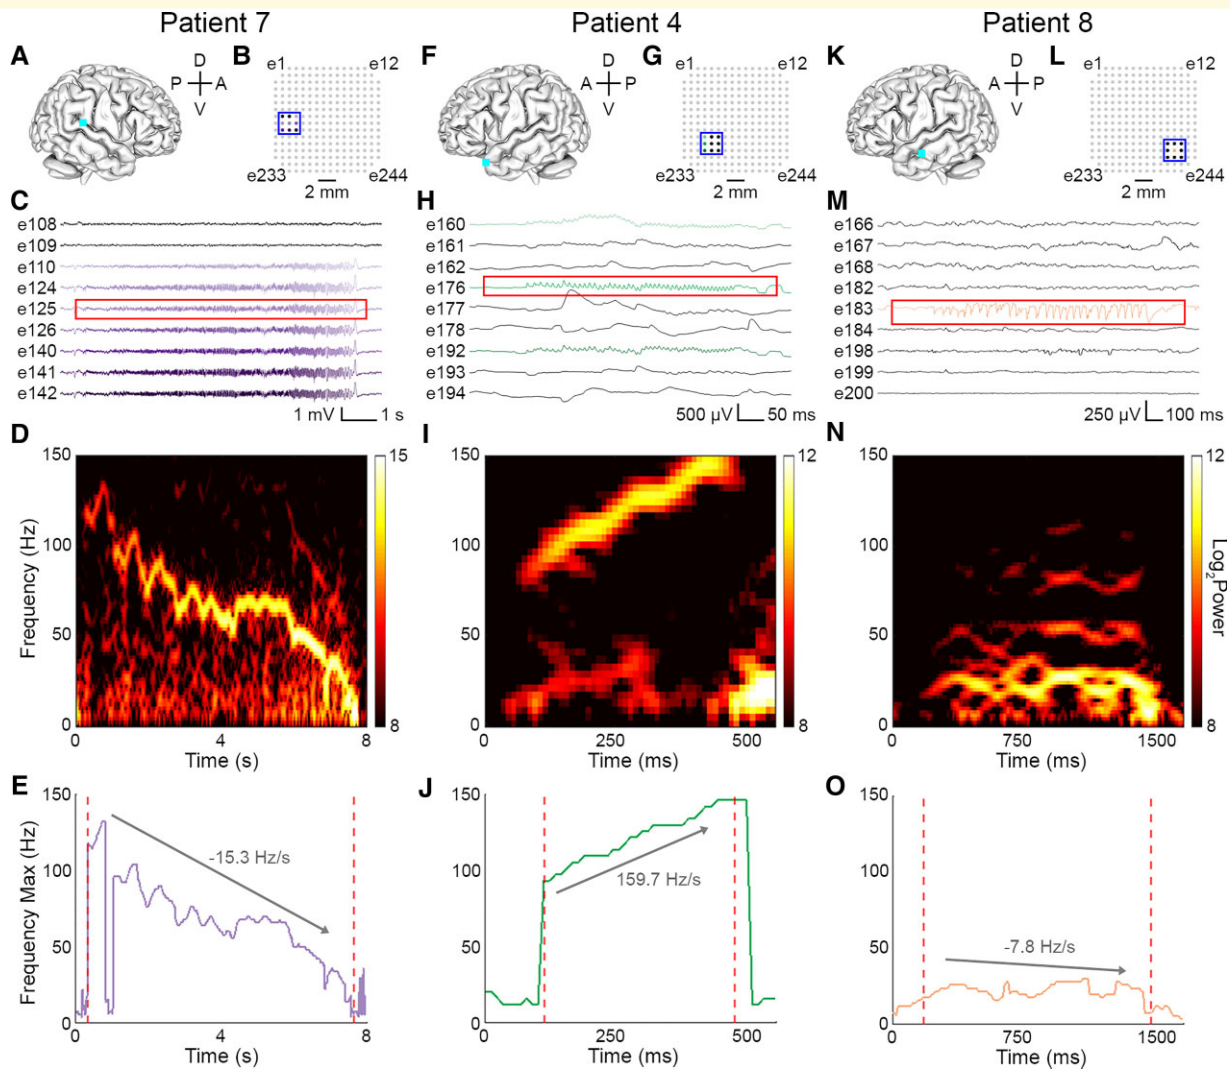 Patient 7
Patient 4
Patient 8
A
D
P
A
V
B
e1
e12
e233
e244
2 mm
F
D
A
P
V
G
e1
e12
e233
e244
2 mm
K
D
A
P
V
L
e1
e12
e233
e244
2 mm
C
e108
e109
e110
e124
e125
e126
e140
e141
e142
1 mV
1 s
H
e160
e161
e162
e176
e177
e178
e192
e193
e194
500 µV
50 ms
M
e166
e167
e168
e182
e183
e184
e198
e199
e200
250 µV
100 ms
D
150
100
50
0
Frequency (Hz)
0
4
8
Time (s)
15
8
I
150
100
50
0
0
250
500
Time (ms)
12
8
N
150
100
50
0
0
750
1500
Time (ms)
12
8
Log2Power
E
150
100
50
0
Frequency Max (Hz)
-15.3 Hz/s
0
4
8
Time (s)
J
150
100
50
0
159.7 Hz/s
0
250
500
Time (ms)
O
150
100
50
0
-7.8 Hz/s
0
750
1500
Time (ms)